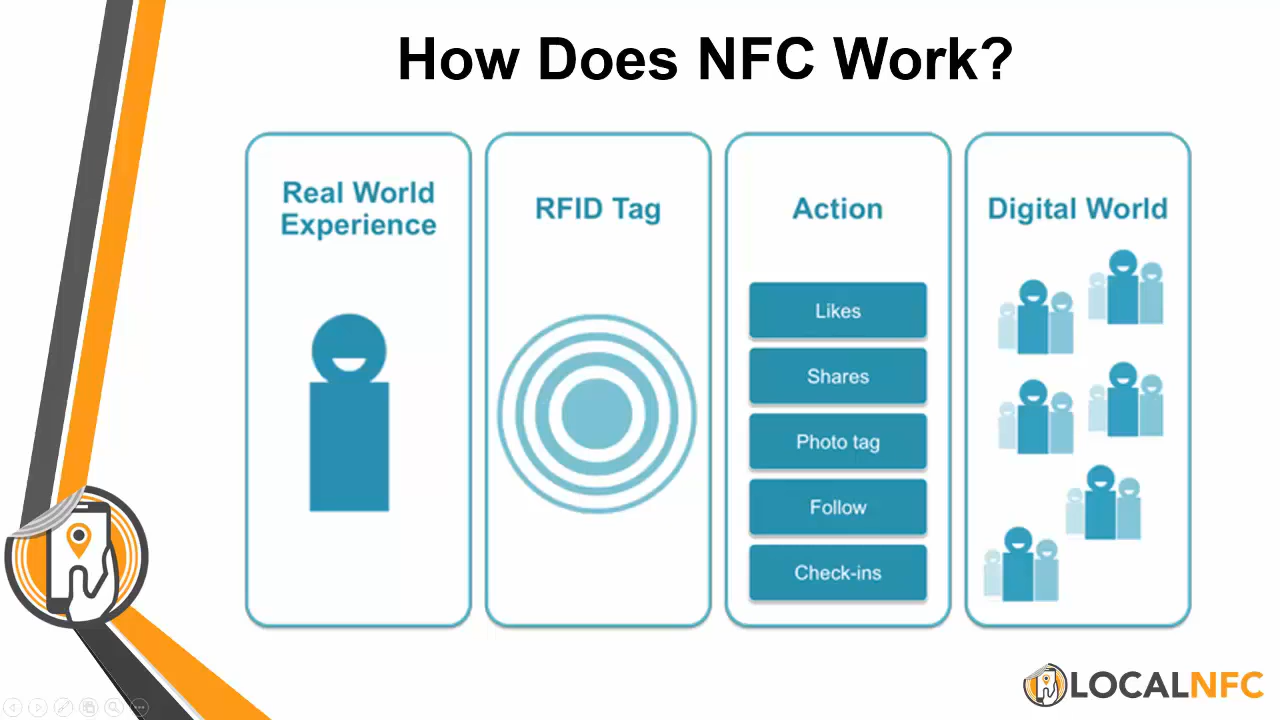 How Does NFC Work?
Real World
Experience
RFID Tag
Action
Likes
Shares
Photo tag
Follow
Check-ins
Digital World
LOCALNFC